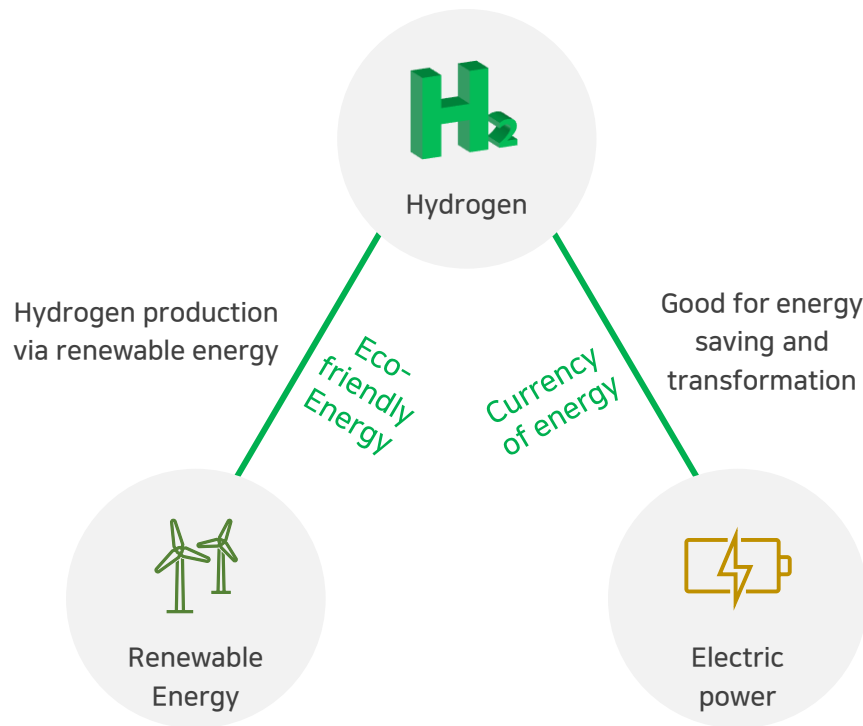 H2
Hydrogen
Hydrogen production
via renewable energy
Eco-
friendly
Energy
Currency
of energy
Good for energy
saving and
transformation
Renewable
Energy
Electric
power